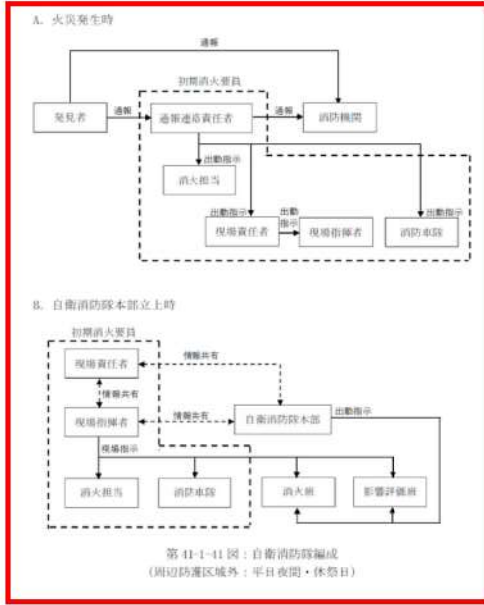 A. 火災発生時
通報
初期消火要員
発見者
通報
通報連絡責任者
通報
消防機関
出動指示
消火担当
出動指示
現場責任者
出動
指示
現場指揮者
出動指示
消防車隊
B. 自衛消防隊本部立上時
初期消火要員
現場責任者
情報共有
情報共有
現場指揮者
情報共有
自衛消防隊本部
出動指示
現場指示
消火担当
消防車隊
消火班
影響評価班
第 41-1-41 図：自衛消防隊編成
(周辺防護区域外：平日夜間・休祭日)